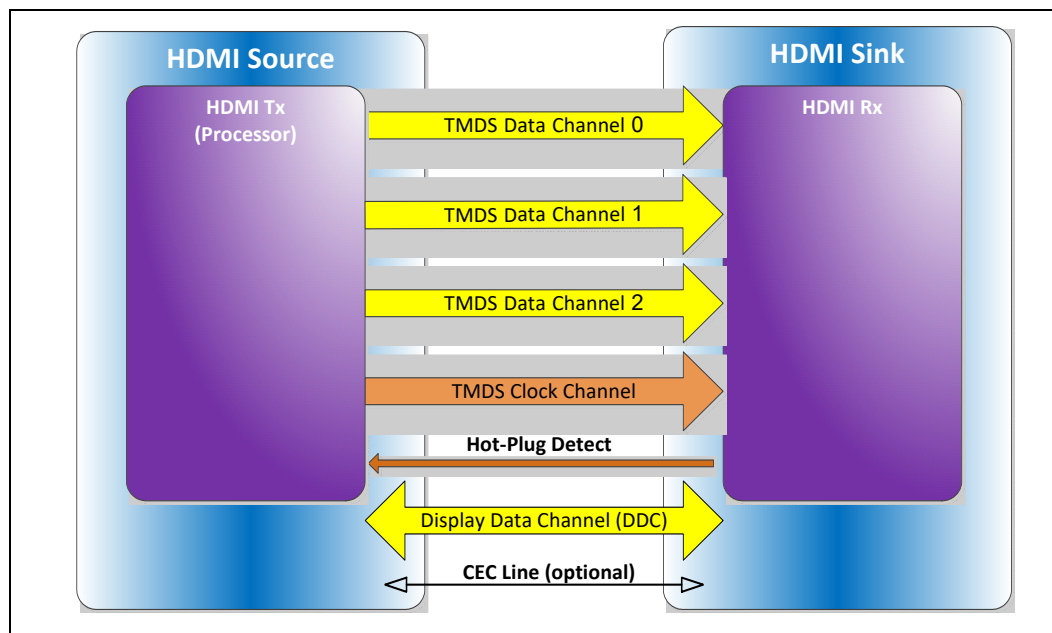 HDMI Source
HDMI Sink
HDMI Tx
(Processor)
HDMI Rx
TMDS Data Channel 0
TMDS Data Channel 1
TMDS Data Channel 2
TMDS Clock Channel
Hot-Plug Detect
Display Data Channel (DDC)
CEC Line (optional)